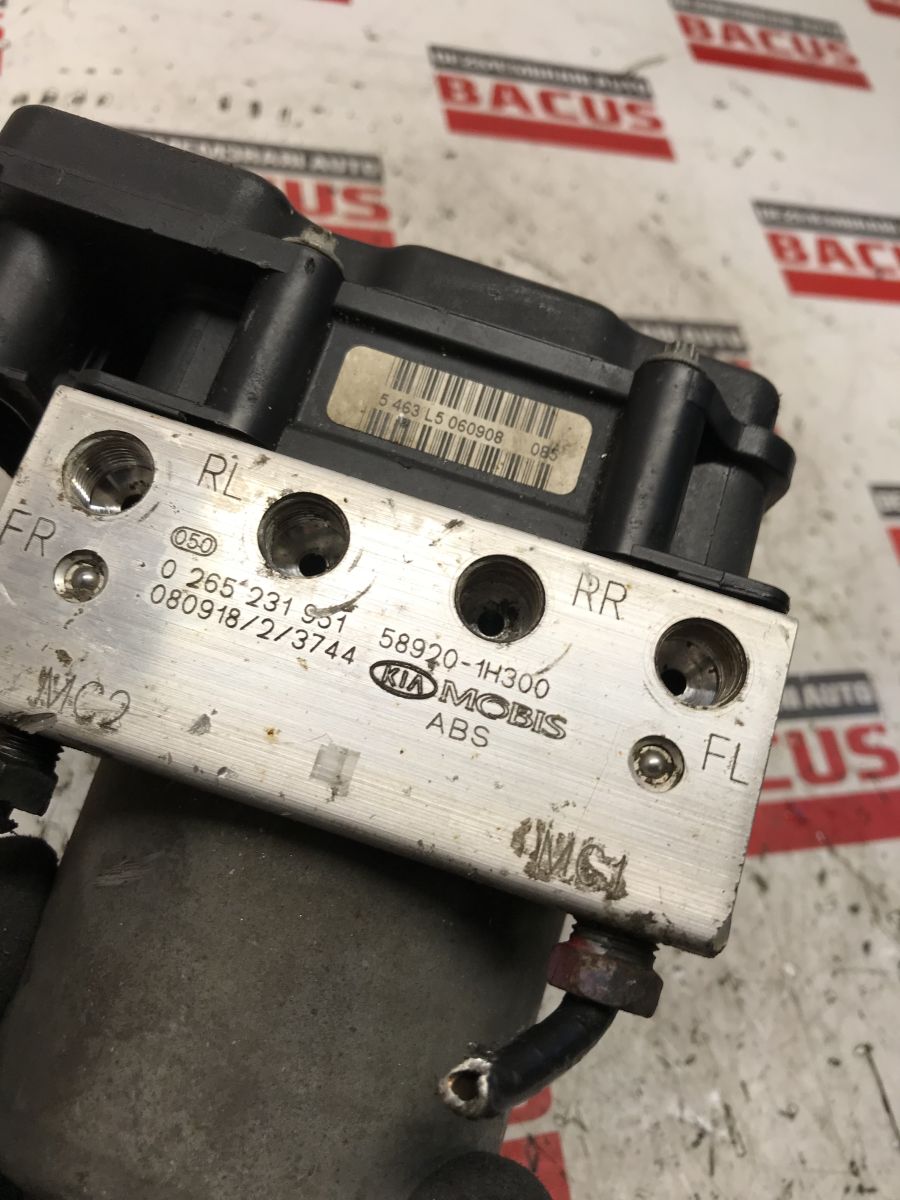 BACUS
BACUS
BACUS
5 463 L5 060908 085
RL
FR
050
RR
0 265 231 951
080918/2/3744
58920-1H300
KIA MOBIS
ABS
FL
MC2
MC1